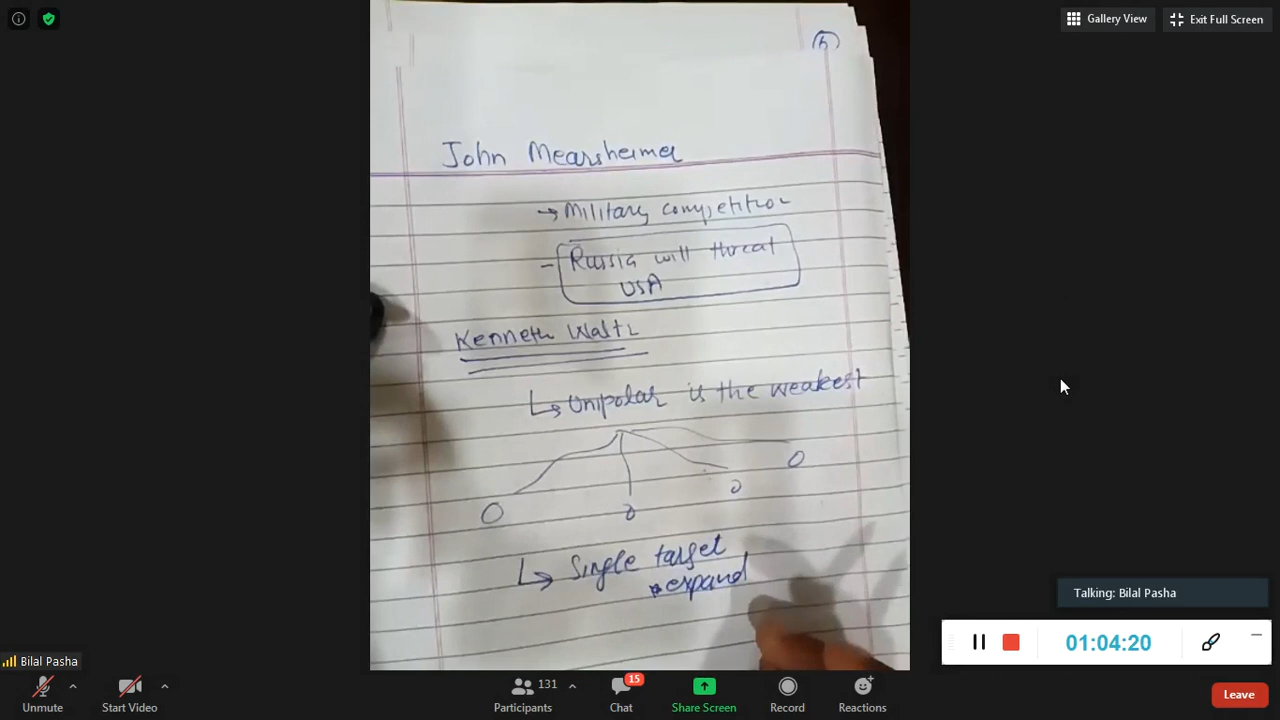 Gallery View
Exit Full Screen
John Mearsheimer
→ Military competition
- Russia will threat
USA
Kenneth Waltz
↳ Unipolar is the weakest
↳ Single target
expand
Talking: Bilal Pasha
01:04:20
Bilal Pasha
Unmute
Start Video
131
Participants
15
Chat
Share Screen
Record
Reactions
Leave